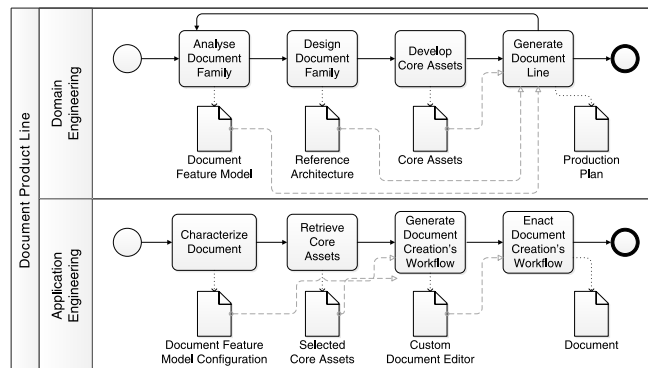 Document Product Line
Domain
Engineering
Analyse
Document
Family
Design
Document
Family
Develop
Core Assets
Generate
Document
Line
Document
Feature Model
Reference
Architecture
Core Assets
Production
Plan
Application
Engineering
Characterize
Document
Retrieve
Core
Assets
Generate
Document
Creation's
Workflow
Enact
Document
Creation's
Workflow
Document Feature
Model Configuration
Selected
Core Assets
Custom
Document Editor
Document